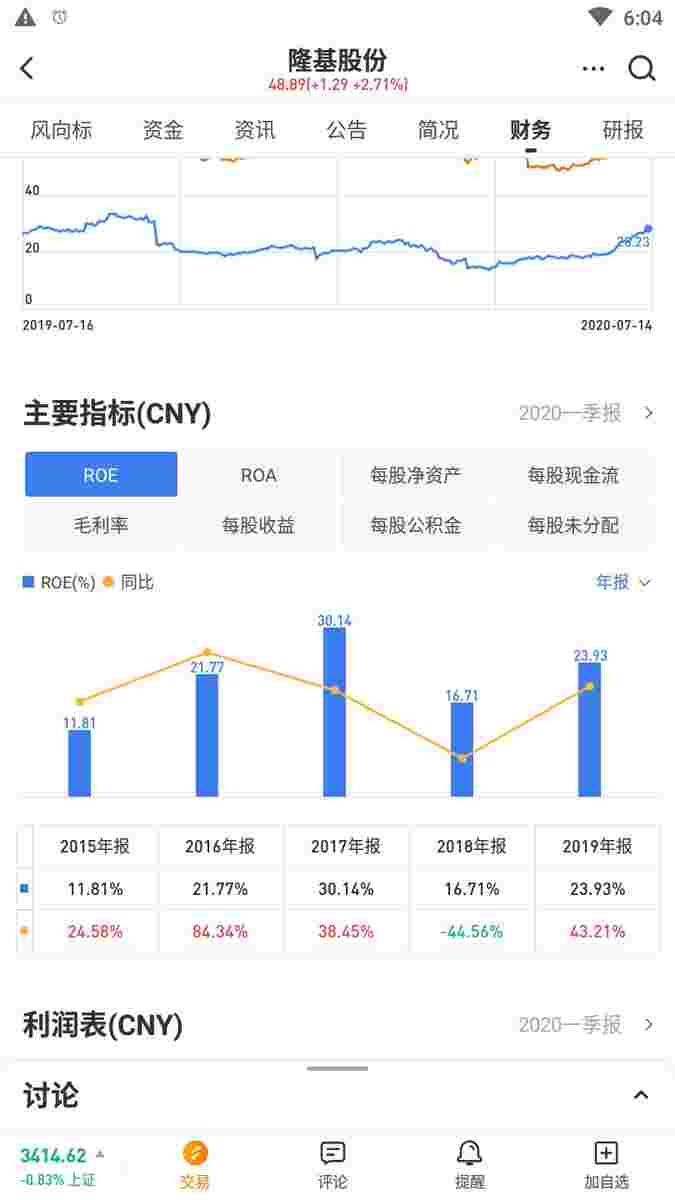 6:04
隆基股份
48.89(+1.29 +2.71%)
风向标 资金 资讯 公告 简况 财务 研报
40
20
28.23
0
2019-07-16 2020-07-14
主要指标(CNY) 2020一季报
ROE ROA 每股净资产 每股现金流
毛利率 每股收益 每股公积金 每股未分配
ROE(%) 同比 年报
11.81 21.77 30.14 16.71 23.93
2015年报 2016年报 2017年报 2018年报 2019年报
11.81% 21.77% 30.14% 16.71% 23.93%
24.58% 84.34% 38.45% -44.56% 43.21%
利润表(CNY) 2020一季报
讨论
3414.62
-0.83% 上证
交易 评论 提醒 加自选